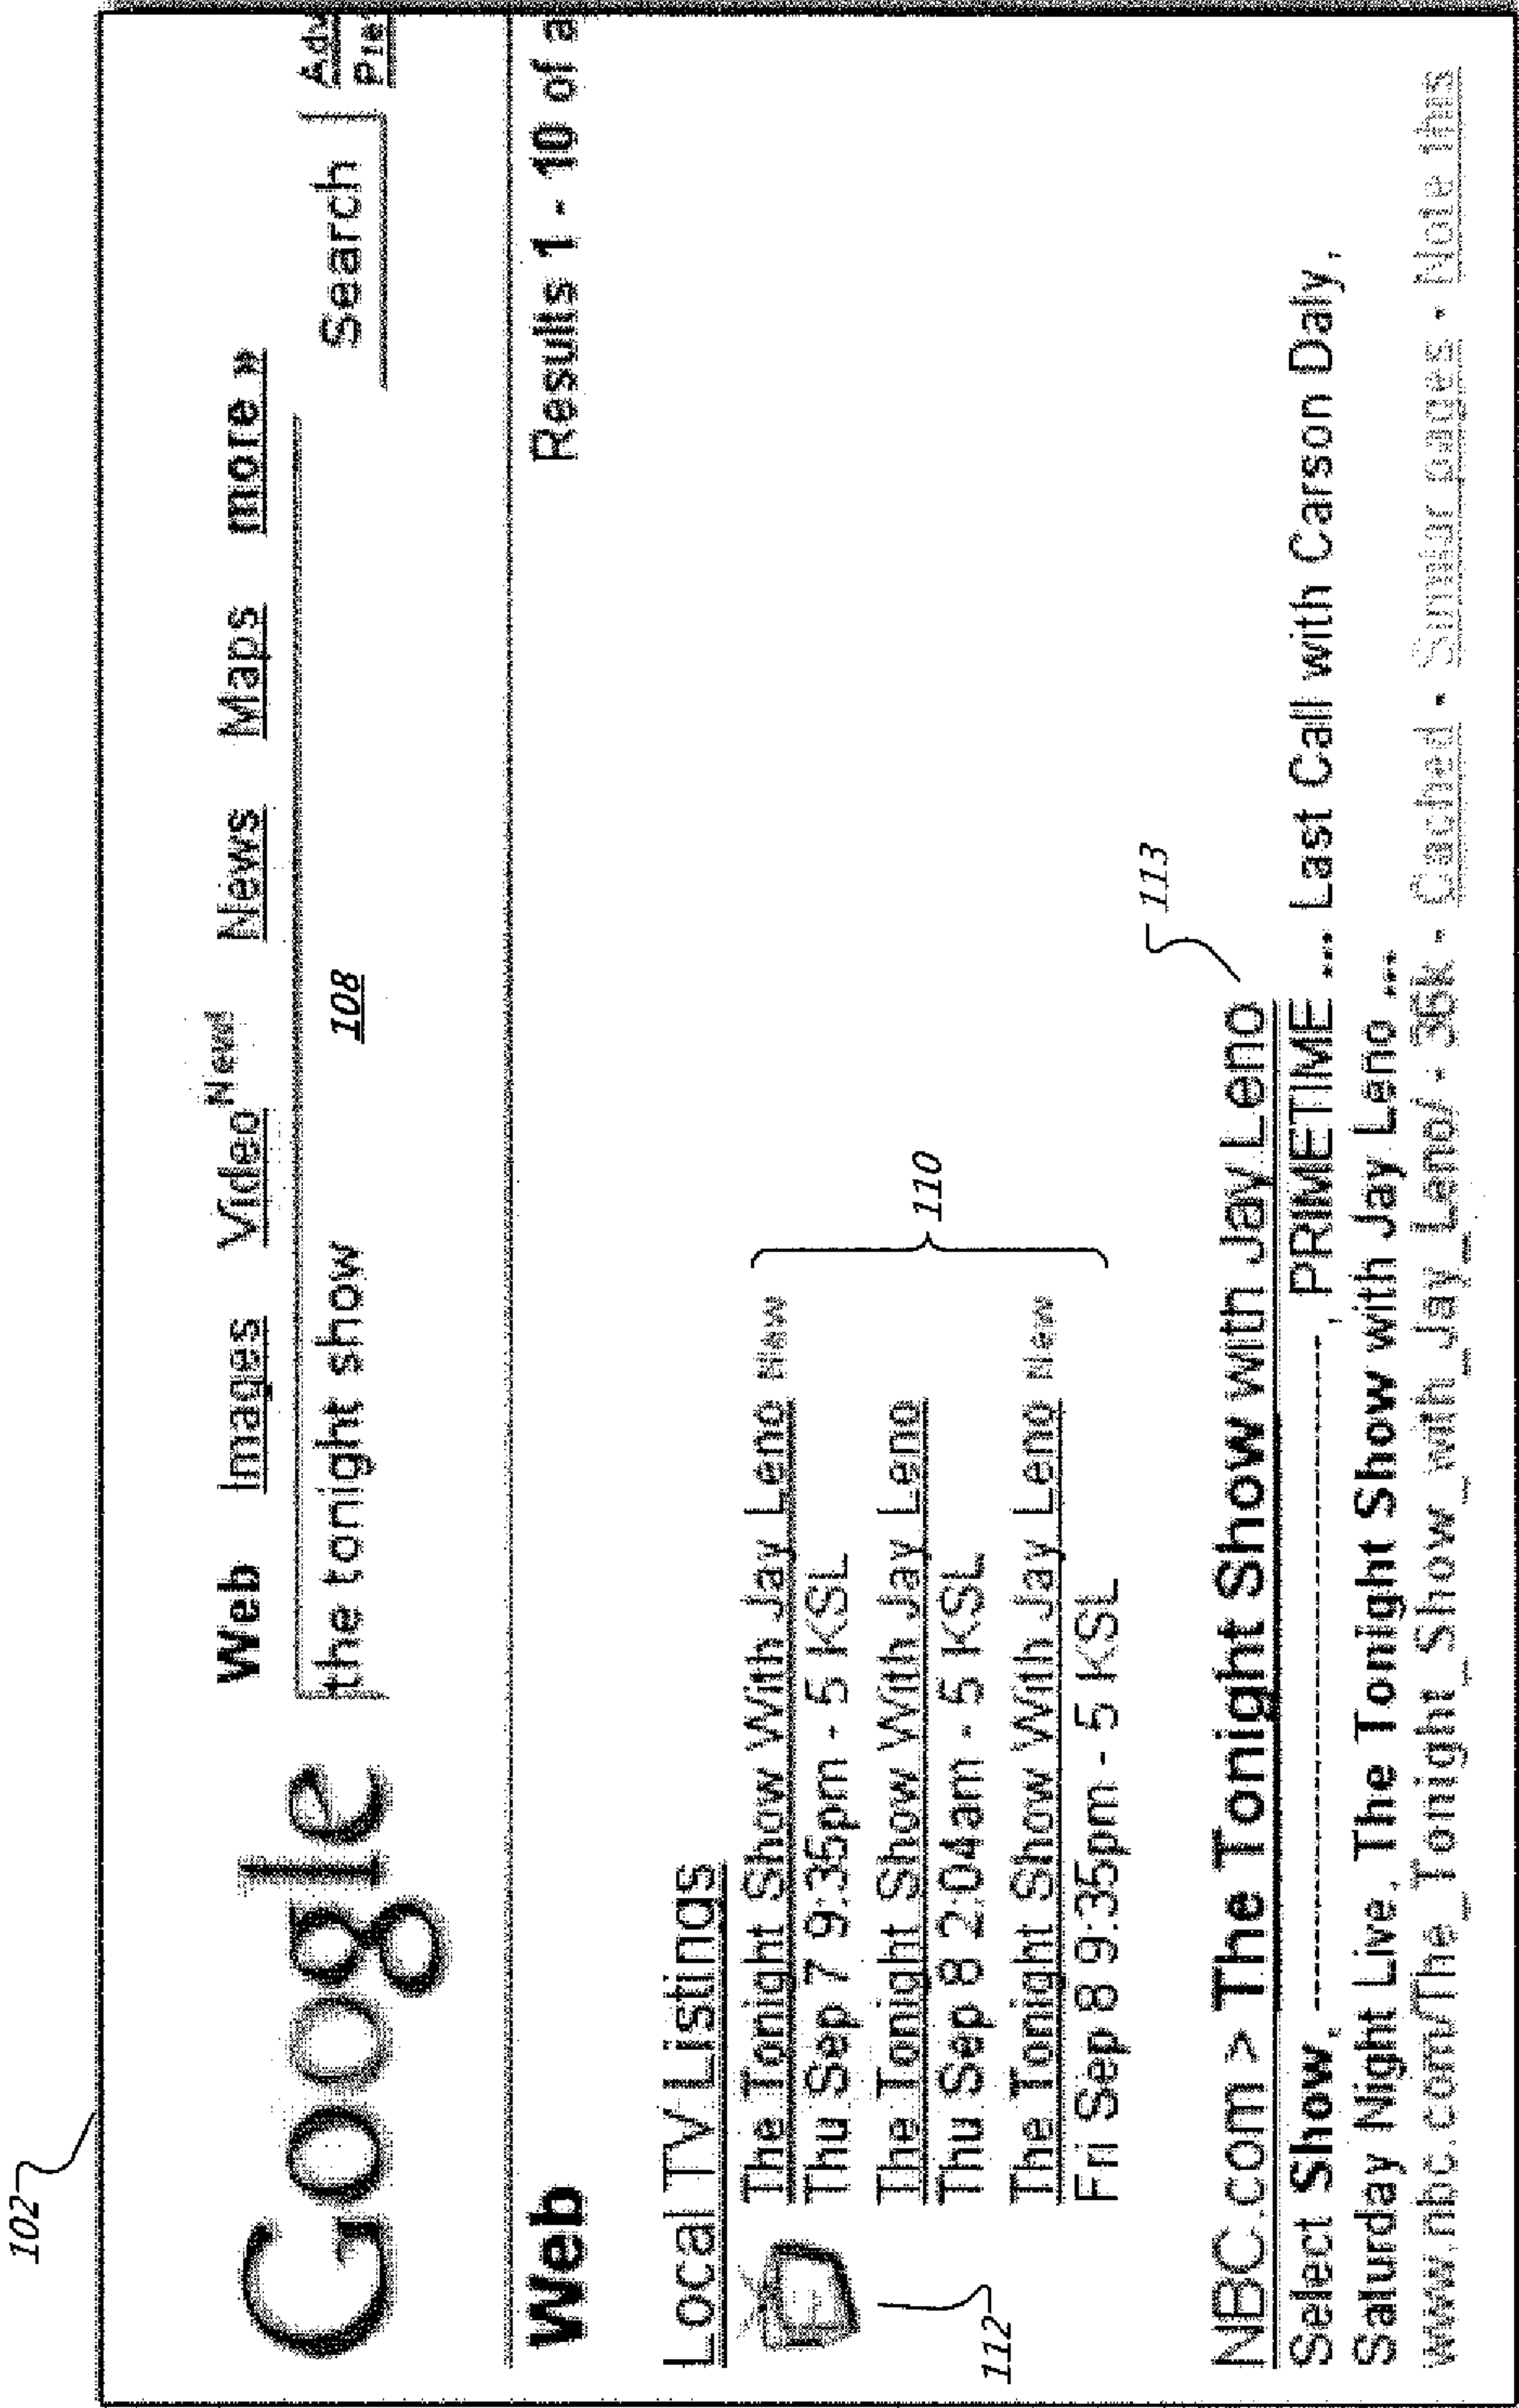 102
Web Images Video New! News Maps more »
Google the tonight show 108 Search
Web Results 1 - 10 of a
Local TV Listings
The Tonight Show With Jay Leno New
Thu Sep 7 9:35pm - 5 KSL
The Tonight Show With Jay Leno
Thu Sep 8 2:04am - 5 KSL
The Tonight Show With Jay Leno New
Fri Sep 8 9:35pm - 5 KSL
110
112
113
NBC.com > The Tonight Show with Jay Leno
Select Show, --------------------, PRIMETIME ... Last Call with Carson Daly,
Saturday Night Live, The Tonight Show with Jay Leno ...
www.nbc.com/The_Tonight_Show_with_Jay_Leno/ - 36k - Cached - Similar pages - Note this